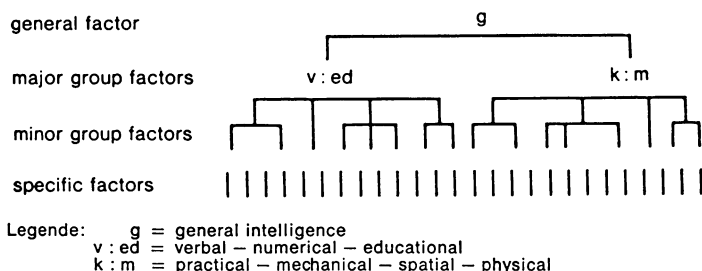 general factor g
major group factors v : ed k : m
minor group factors
specific factors
Legende: g = general intelligence
v : ed = verbal – numerical – educational
k : m = practical – mechanical – spatial – physical